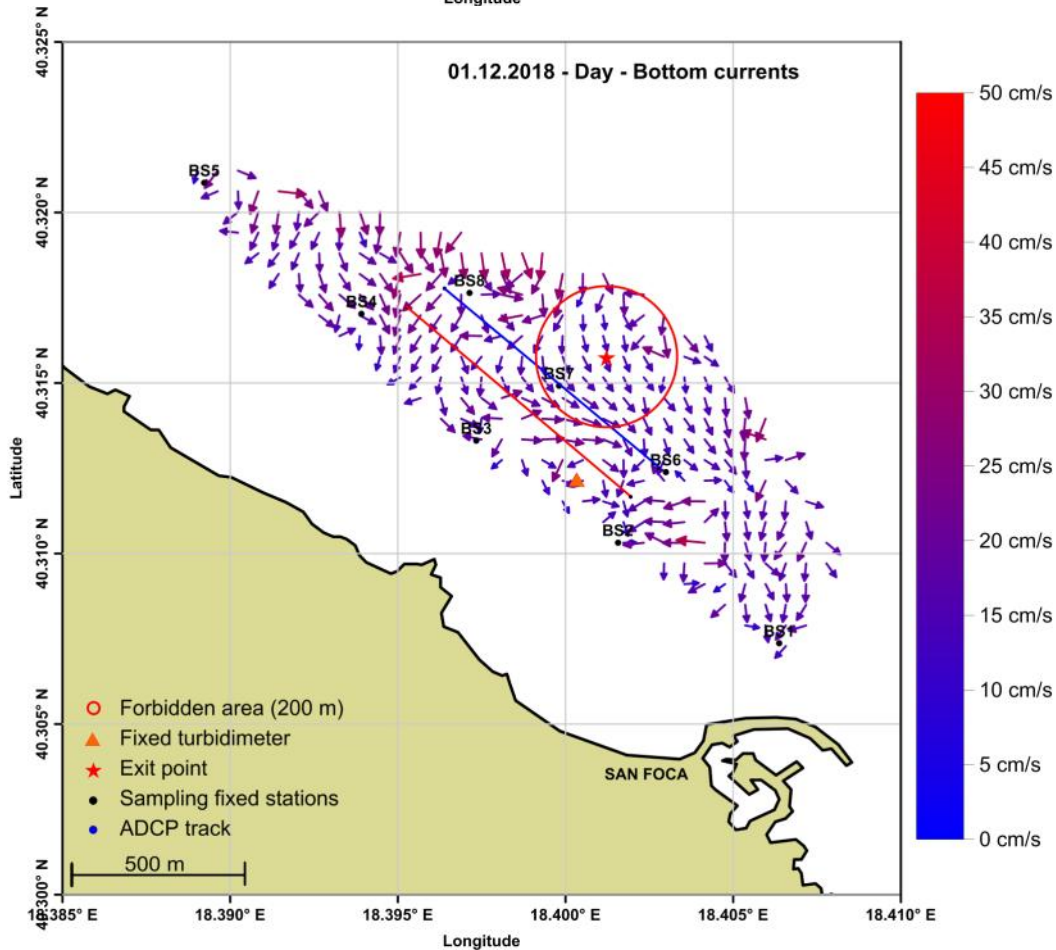 Longitude
01.12.2018 - Day - Bottom currents
40.325° N
40.320° N
40.315° N
40.310° N
40.305° N
40.300° N
Latitude
BS5
BS8
BS4
BS7
BS3
BS6
BS2
BS1
Forbidden area (200 m)
Fixed turbidimeter
Exit point
Sampling fixed stations
ADCP track
500 m
SAN FOCA
18.385° E
18.390° E
18.395° E
18.400° E
18.405° E
18.410° E
Longitude
50 cm/s
45 cm/s
40 cm/s
35 cm/s
30 cm/s
25 cm/s
20 cm/s
15 cm/s
10 cm/s
5 cm/s
0 cm/s